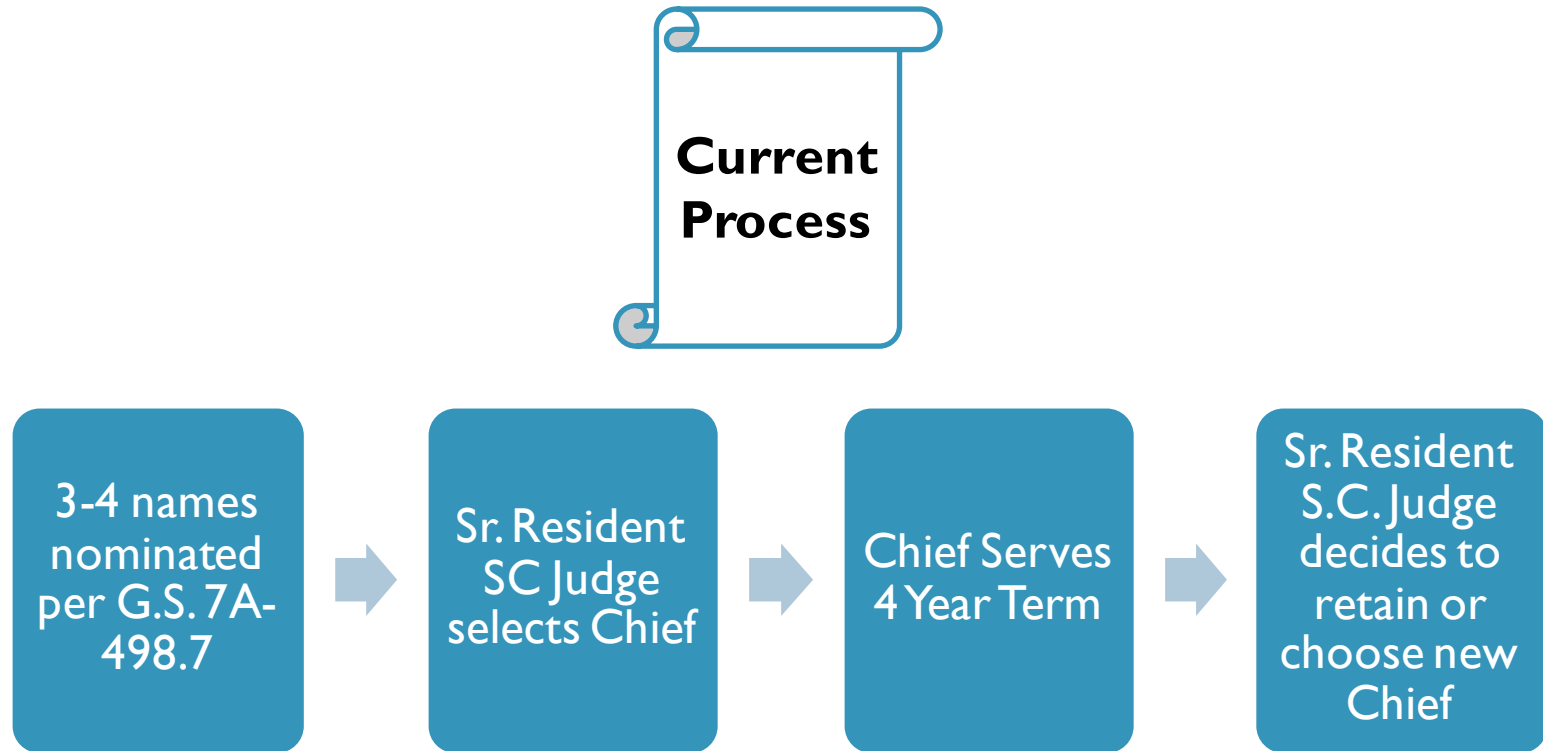 Current
Process
3-4 names
nominated
per G.S. 7A-
498.7
Sr. Resident
SC Judge
selects Chief
Chief Serves
4 Year Term
Sr. Resident
S.C. Judge
decides to
retain or
choose new
Chief